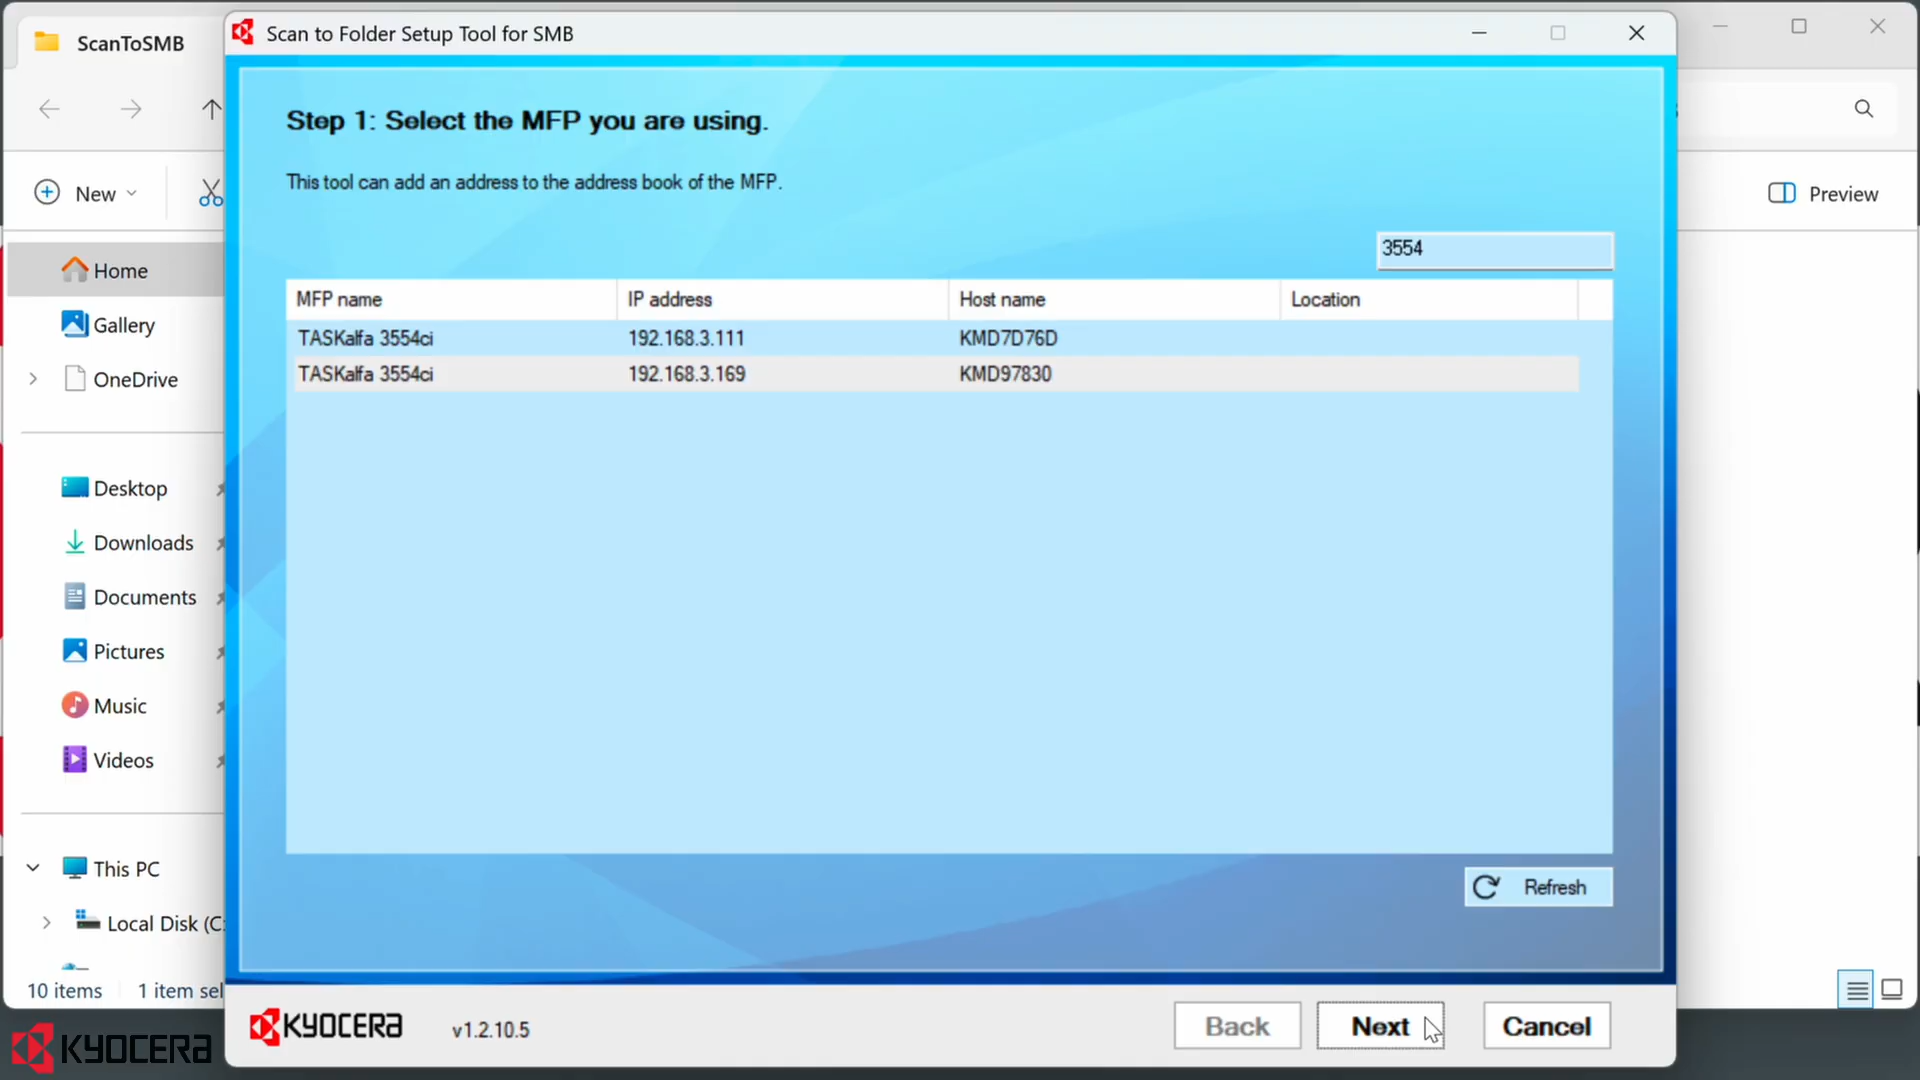 ScanToSMB
Scan to Folder Setup Tool for SMB
New
Preview
Home
Gallery
OneDrive
Desktop
Downloads
Documents
Pictures
Music
Videos
This PC
Local Disk (C:
10 items
1 item sel
Step 1: Select the MFP you are using.
This tool can add an address to the address book of the MFP.
3554
MFP name IP address Host name Location
TASKalfa 3554ci 192.168.3.111 KMD7D76D
TASKalfa 3554ci 192.168.3.169 KMD97830
Refresh
KYOCERA
v1.2.10.5
Back
Next
Cancel
KYOCERA